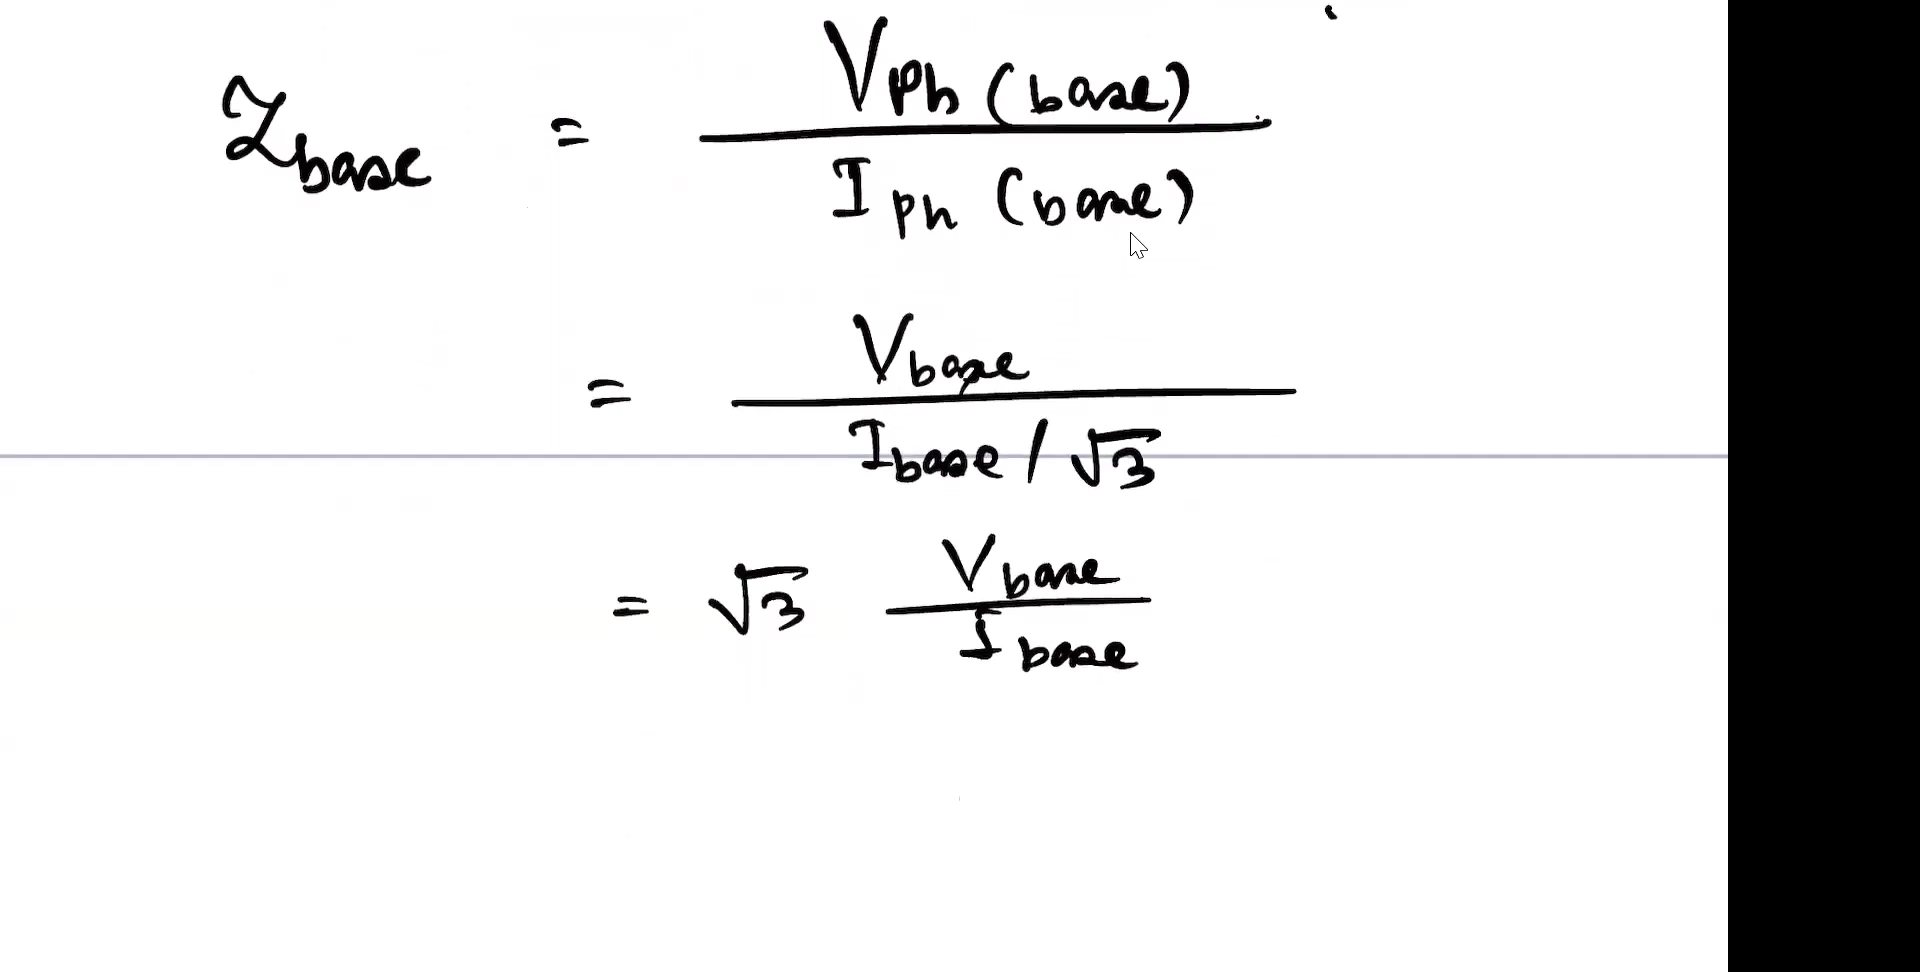 Zbase = VPh (base) / IPh (base)
= Vbase / (Ibase / √3)
= √3 Vbase / Ibase